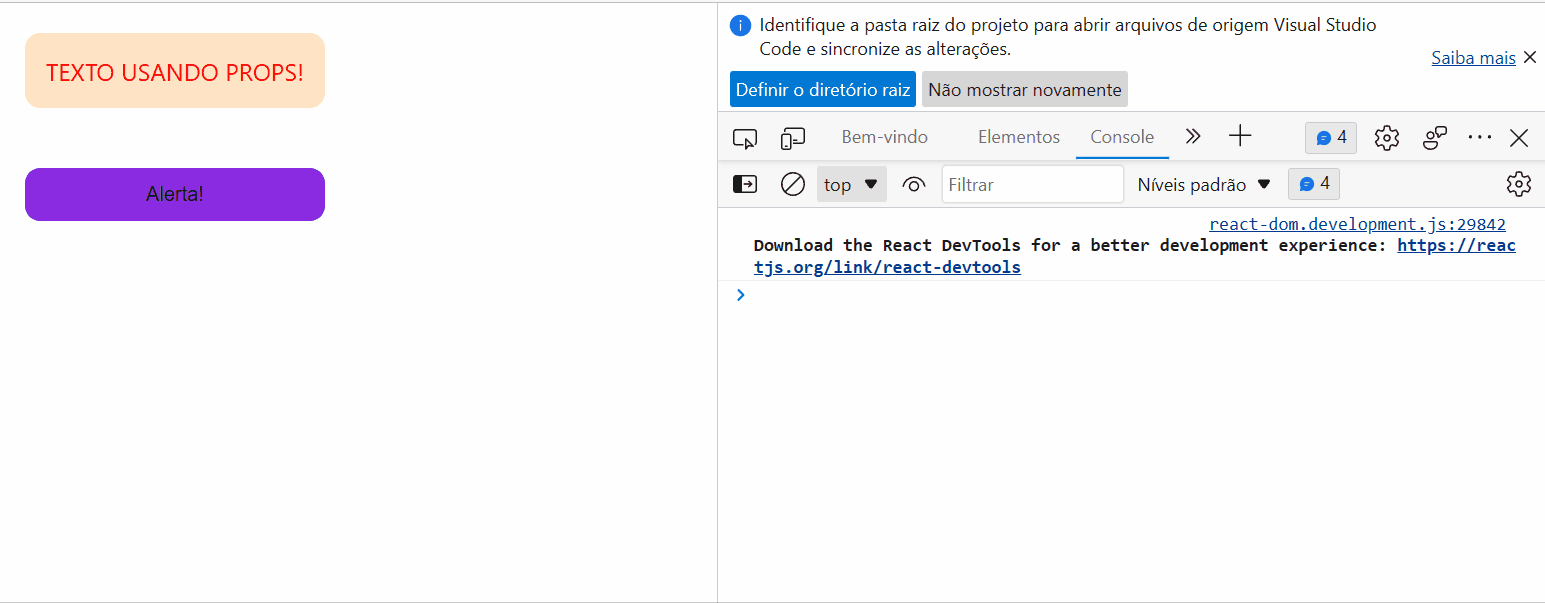 TEXTO USANDO PROPS!
Alerta!
Identifique a pasta raiz do projeto para abrir arquivos de origem Visual Studio
Code e sincronize as alterações.
Saiba mais
Definir o diretório raiz Não mostrar novamente
Bem-vindo Elementos Console 4
top Filtrar Níveis padrão 4
react-dom.development.js:29842
Download the React DevTools for a better development experience: https://reac
tjs.org/link/react-devtools